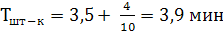 Тшт−к = 3,5+ 4/10 = 3,9 мин